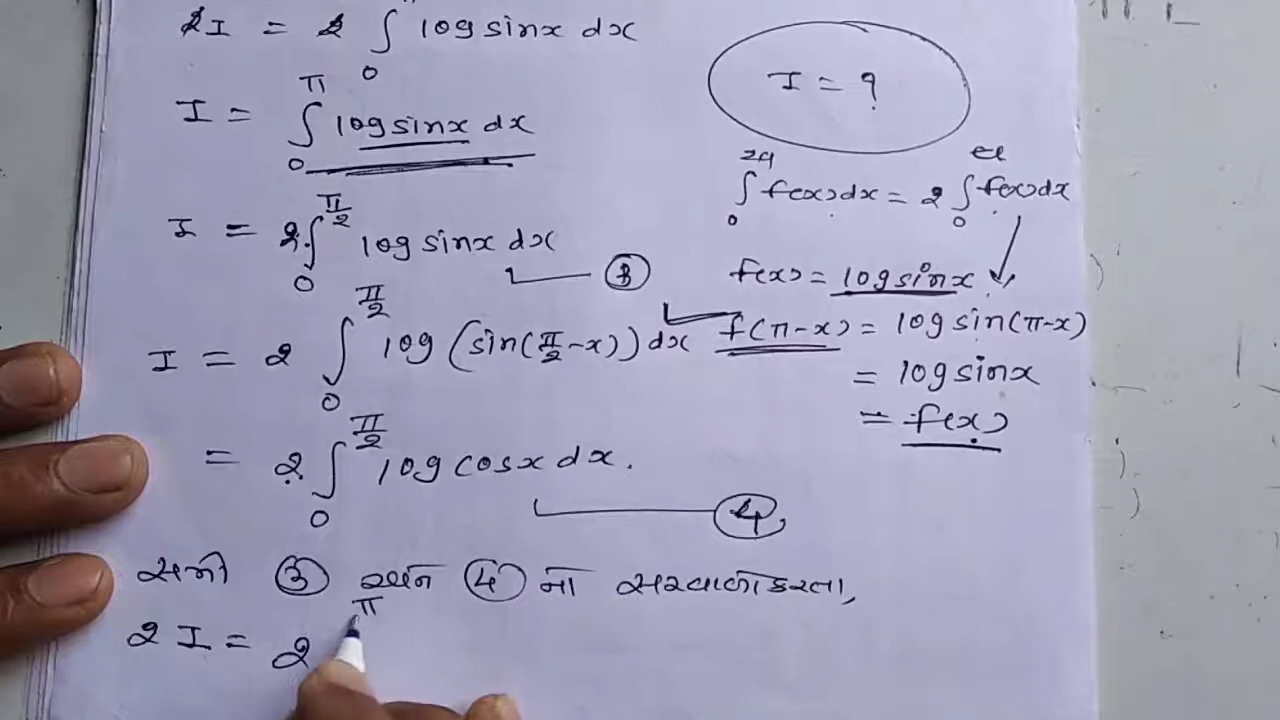 2I = 2 ∫₀ log sinx dx
I = ∫₀^π log sinx dx
I = 2∫₀^{π/2} log sinx dx ③
I = 2 ∫₀^{π/2} log (sin(π/2-x)) dx
= 2 ∫₀^{π/2} log cosx dx. ④
સમી ③ અને ④ ના સરવાળો કરતા,
2I = 2 π
I = ?
∫₀^{2a} f(x)dx = 2 ∫₀^a f(x)dx
f(x) = log sinx
f(π-x) = log sin(π-x)
= log sinx
= f(x)